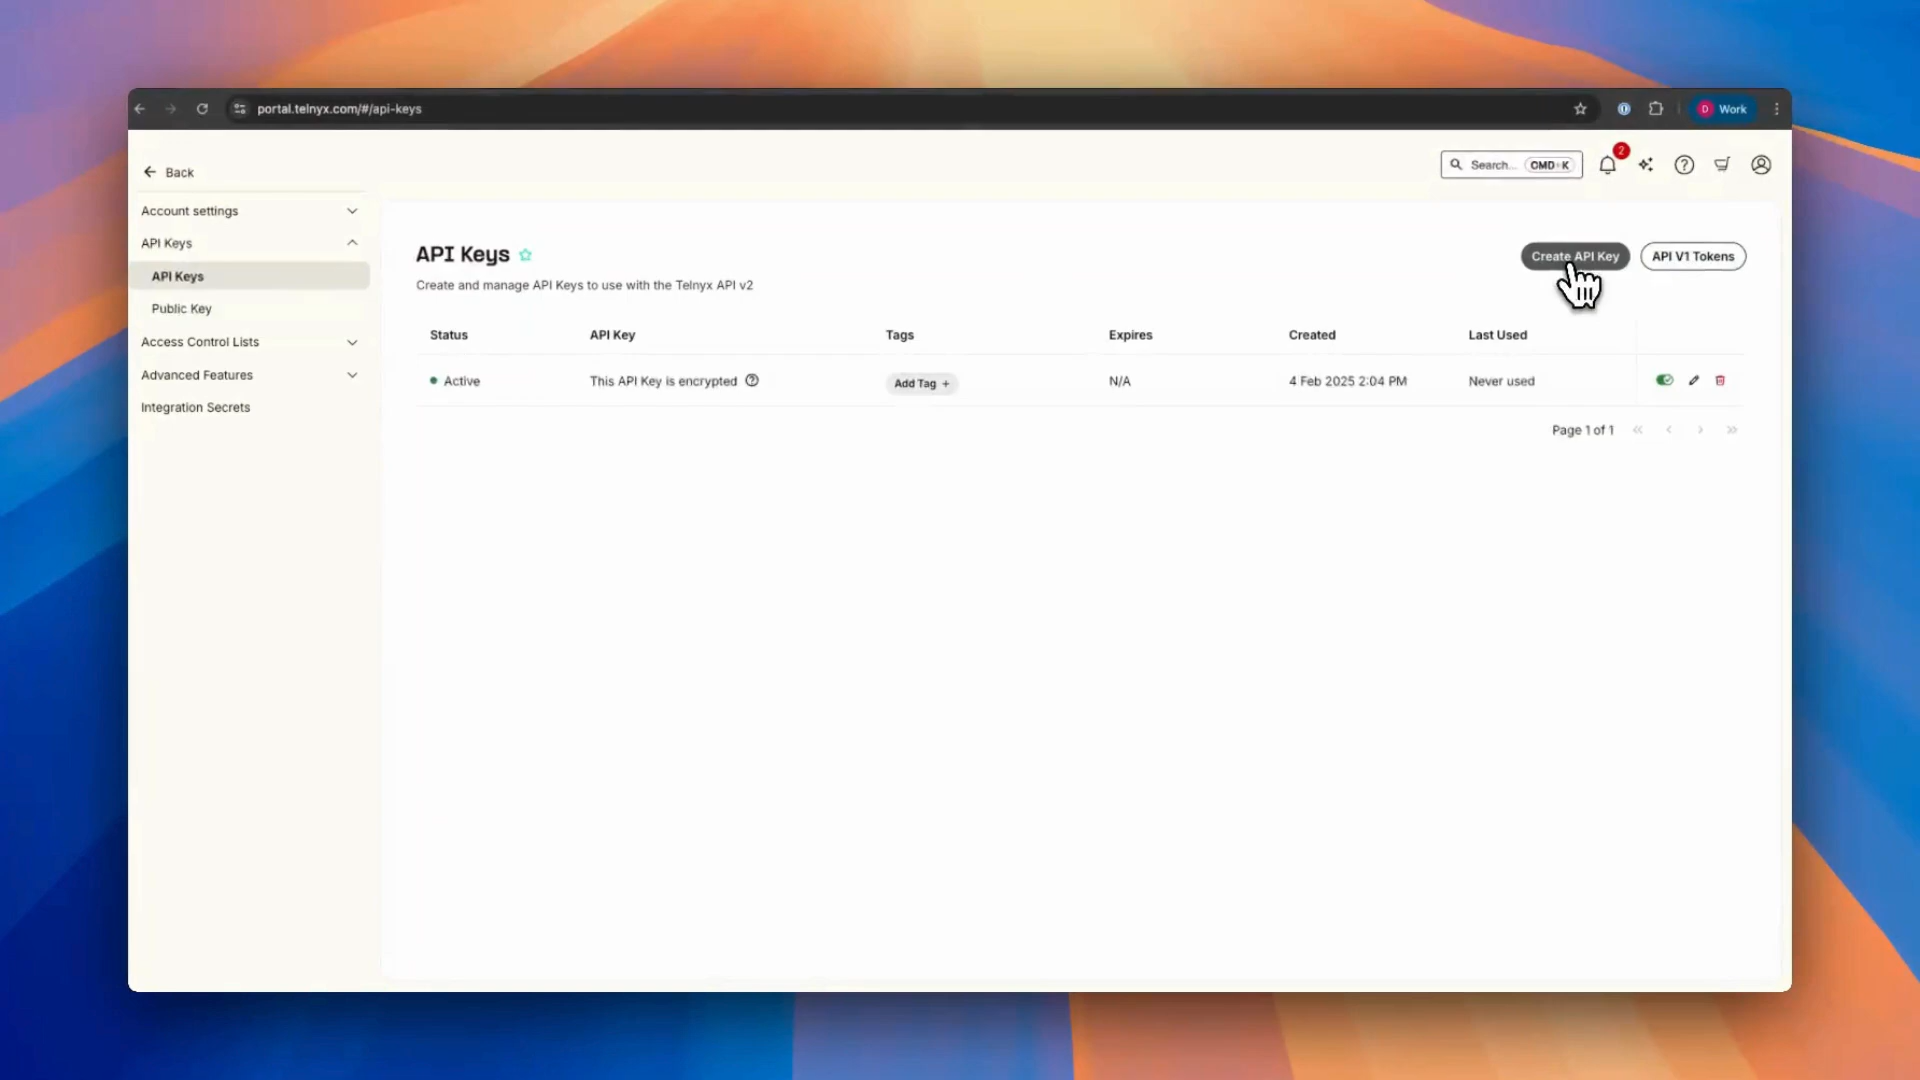 portal.telnyx.com/#/api-keys
D Work
Back
Search... CMD+K
2
Account settings
API Keys
API Keys
Public Key
Access Control Lists
Advanced Features
Integration Secrets
API Keys
Create API Key
API V1 Tokens
Create and manage API Keys to use with the Telnyx API v2
Status API Key Tags Expires Created Last Used
Active This API Key is encrypted Add Tag + N/A 4 Feb 2025 2:04 PM Never used
Page 1 of 1